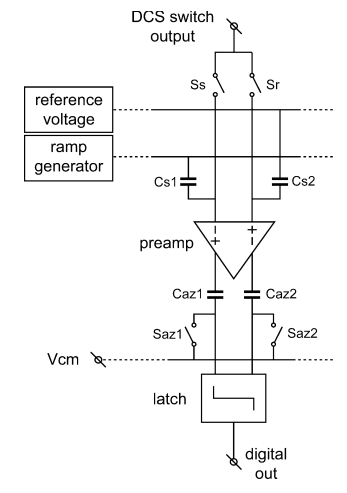 DCS switch
output
Ss
Sr
reference
voltage
ramp
generator
Cs1
Cs2
preamp
Caz1
Caz2
Saz1
Saz2
Vcm
latch
digital
out